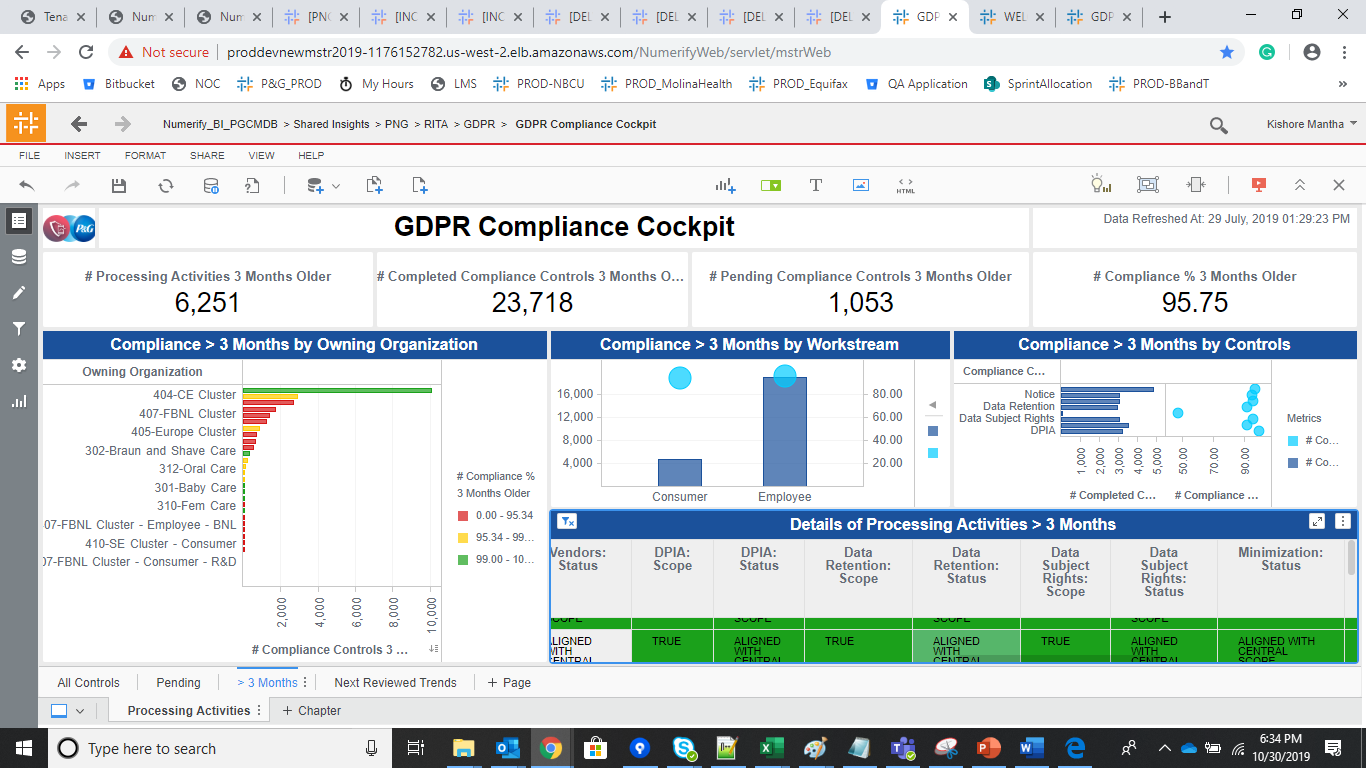 Tena
Num
Num
[PN(
[INC
[INC
[DEL
[DEL
[DEL
[DEL
GDP
WEL
GDP
Not secure | proddevnewmstr2019-1176152782.us-west-2.elb.amazonaws.com/NumerifyWeb/servlet/mstrWeb
Apps Bitbucket NOC P&G_PROD My Hours LMS PROD-NBCU PROD_MolinaHealth PROD_Equifax QA Application SprintAllocation PROD-BBandT »
Numerify_BI_PGCMDB > Shared Insights > PNG > RITA > GDPR > GDPR Compliance Cockpit
Kishore Mantha
FILE INSERT FORMAT SHARE VIEW HELP
HTML
P&G
GDPR Compliance Cockpit
Data Refreshed At: 29 July, 2019 01:29:23 PM
# Processing Activities 3 Months Older
6,251
# Completed Compliance Controls 3 Months O...
23,718
# Pending Compliance Controls 3 Months Older
1,053
# Compliance % 3 Months Older
95.75
Compliance > 3 Months by Owning Organization
Owning Organization
404-CE Cluster
407-FBNL Cluster
405-Europe Cluster
302-Braun and Shave Care
312-Oral Care
301-Baby Care
310-Fem Care
07-FBNL Cluster - Employee - BNL
410-SE Cluster - Consumer
07-FBNL Cluster - Consumer - R&D
2,000
4,000
6,000
8,000
10,000
# Compliance Controls 3 ...
# Compliance %
3 Months Older
0.00 - 95.34
95.34 - 99...
99.00 - 10...
Compliance > 3 Months by Workstream
16,000
12,000
8,000
4,000
80.00
60.00
40.00
20.00
Consumer
Employee
Compliance > 3 Months by Controls
Compliance C...
Notice
Data Retention
Data Subject Rights
DPIA
1,000
2,000
3,000
4,000
5,000
50.00
70.00
90.00
# Completed C...
# Compliance ...
Metrics
# Co...
# Co...
Details of Processing Activities > 3 Months
Vendors:
Status
DPIA:
Scope
DPIA:
Status
Data
Retention:
Scope
Data
Retention:
Status
Data
Subject
Rights:
Scope
Data
Subject
Rights:
Status
Minimization:
Status
SCOPE
SCOPE
SCOPE
SCOPE
ALIGNED
WITH
CENTRAL
TRUE
ALIGNED
WITH
CENTRAL
TRUE
ALIGNED
WITH
CENTRAL
TRUE
ALIGNED
WITH
CENTRAL
ALIGNED WITH
CENTRAL
SCOPE
All Controls Pending > 3 Months Next Reviewed Trends + Page
Processing Activities + Chapter
Type here to search
6:34 PM
10/30/2019